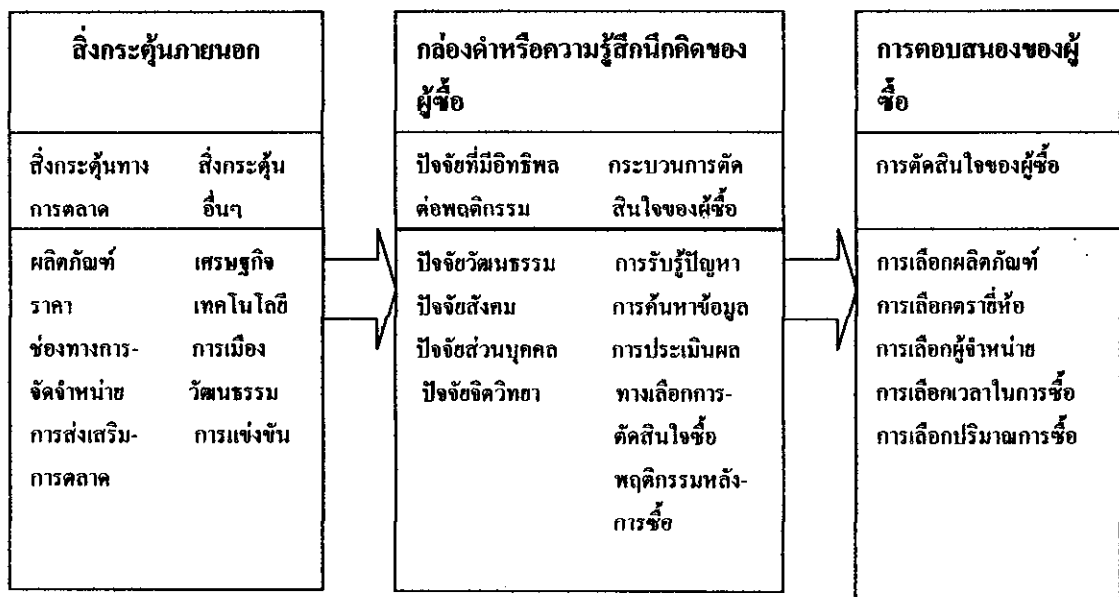 สิ่งกระตุ้นภายนอก
สิ่งกระตุ้นทาง สิ่งกระตุ้น
การตลาด อื่นๆ
ผลิตภัณฑ์ เศรษฐกิจ
ราคา เทคโนโลยี
ช่องทางการ- การเมือง
จัดจำหน่าย วัฒนธรรม
การส่งเสริม- การแข่งขัน
การตลาด
กล่องดำหรือความรู้สึกนึกคิดของ
ผู้ซื้อ
ปัจจัยที่มีอิทธิพล กระบวนการตัด
ต่อพฤติกรรม สินใจของผู้ซื้อ
ปัจจัยวัฒนธรรม การรับรู้ปัญหา
ปัจจัยสังคม การค้นหาข้อมูล
ปัจจัยส่วนบุคคล การประเมินผล
ปัจจัยจิตวิทยา ทางเลือกการ-
ตัดสินใจซื้อ
พฤติกรรมหลัง-
การซื้อ
การตอบสนองของผู้
ซื้อ
การตัดสินใจของผู้ซื้อ
การเลือกผลิตภัณฑ์
การเลือกตรายี่ห้อ
การเลือกผู้จำหน่าย
การเลือกเวลาในการซื้อ
การเลือกปริมาณการซื้อ